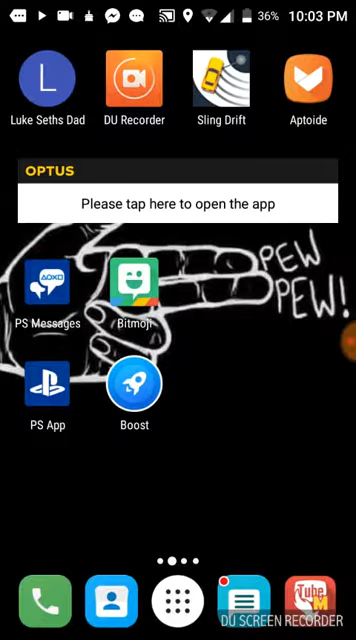 36% 10:03 PM
L
Luke Seths Dad DU Recorder Sling Drift Aptoide
OPTUS
Please tap here to open the app
PEW
PEW!
PS Messages Bitmoji
PS App Boost
Tube
M
DU SCREEN RECORDER